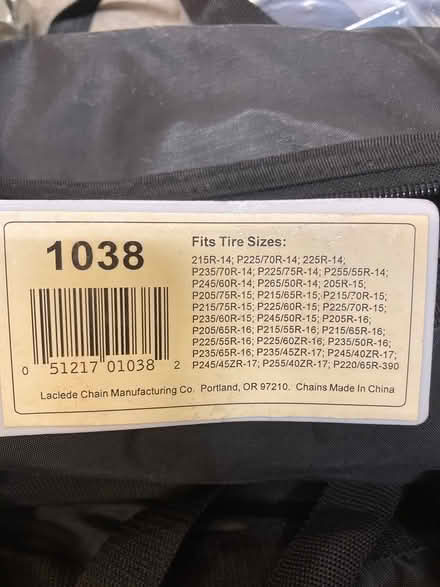 1038
0 51217 01038 2
Fits Tire Sizes:
215R-14; P225/70R-14; 225R-14;
P235/70R-14; P225/75R-14; P255/55R-14;
P245/60R-14; P265/50R-14; 205R-15;
P205/75R-15; P215/65R-15; P215/70R-15;
P215/75R-15; P225/60R-15; P225/70R-15;
P235/60R-15; P245/50R-15; P205R-16;
P205/65R-16; P215/55R-16; P215/65R-16;
P225/55R-16; P225/60ZR-16; P235/50R-16;
P235/65R-16; P235/45ZR-17; P245/40ZR-17;
P245/45ZR-17; P255/40ZR-17; P220/65R-390
Laclede Chain Manufacturing Co. Portland, OR 97210. Chains Made In China